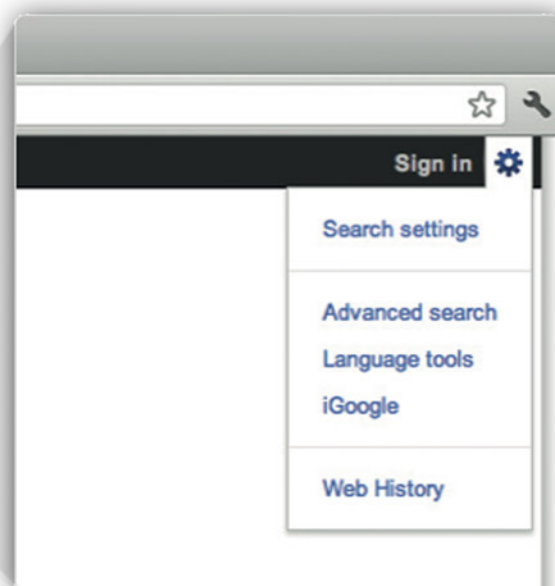 Sign in
Search settings
Advanced search
Language tools
iGoogle
Web History